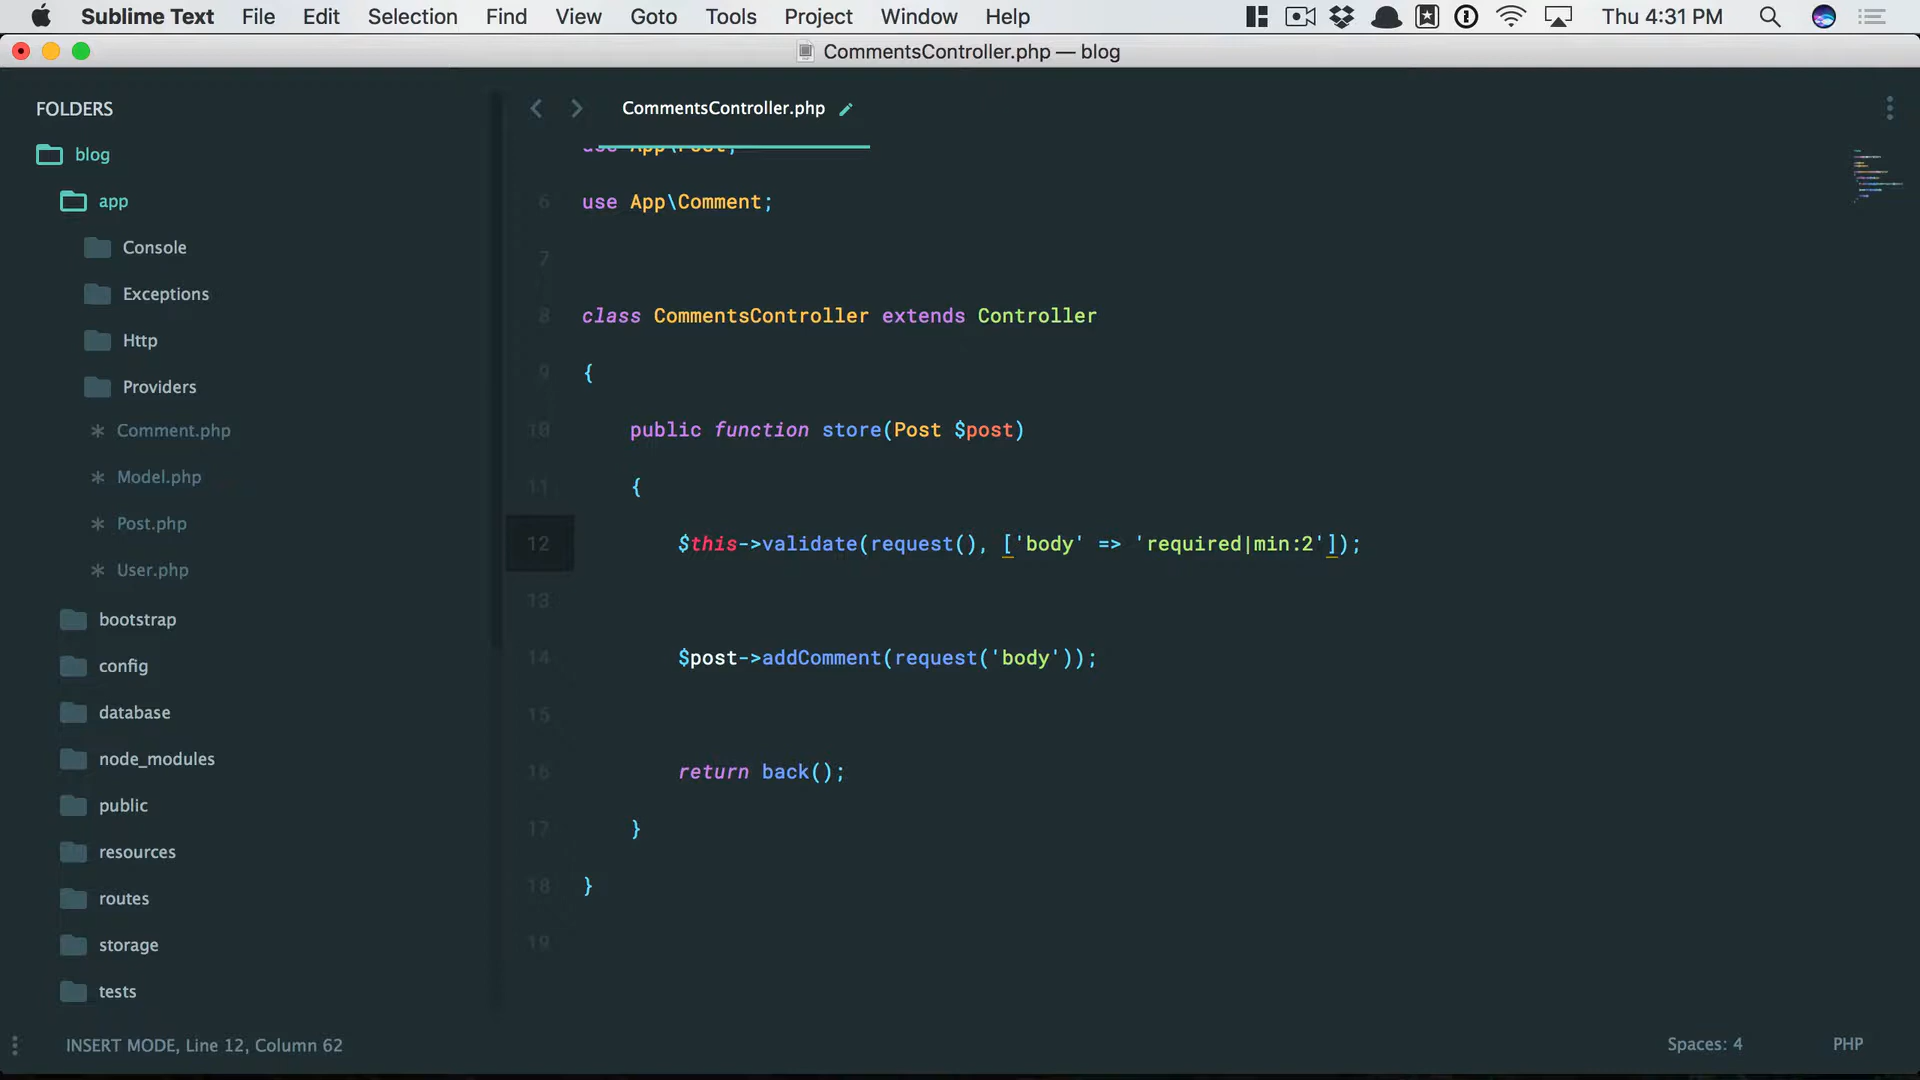 Sublime Text File Edit Selection Find View Goto Tools Project Window Help Thu 4:31 PM
CommentsController.php — blog
FOLDERS
blog
app
Console
Exceptions
Http
Providers
Comment.php
Model.php
Post.php
User.php
bootstrap
config
database
node_modules
public
resources
routes
storage
tests
CommentsController.php
use App\Post;
6 use App\Comment;
7
8 class CommentsController extends Controller
9 {
10 public function store(Post $post)
11 {
12 $this->validate(request(), ['body' => 'required|min:2']);
13
14 $post->addComment(request('body'));
15
16 return back();
17 }
18 }
19
INSERT MODE, Line 12, Column 62
Spaces: 4 PHP